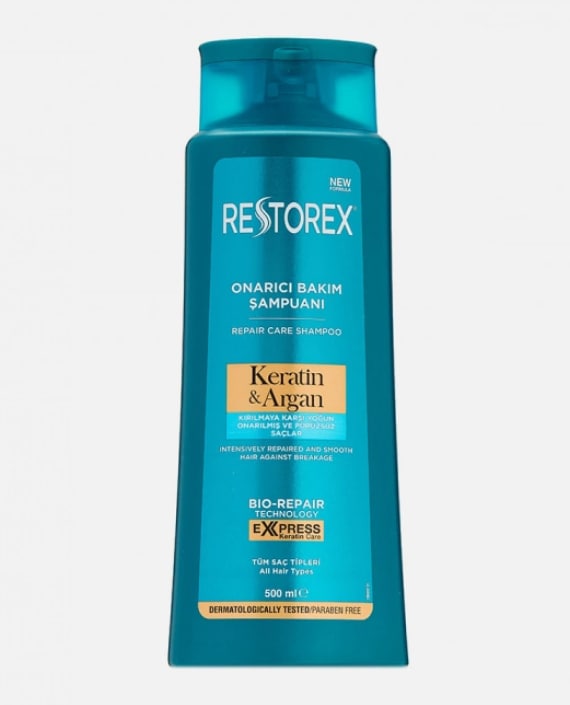 NEW
FORMULA
RESTOREX®
ONARICI BAKIM
ŞAMPUANI
REPAIR CARE SHAMPOO
Keratin
& Argan
KIRILMAYA KARŞI YOĞUN
ONARILMIŞ VE PÜRÜZSÜZ
SAÇLAR
INTENSIVELY REPAIRED AND SMOOTH
HAIR AGAINST BREAKAGE
BIO-REPAIR
TECHNOLOGY
EXXPRESS
Keratin Care
TÜM SAÇ TİPLERİ
All Hair Types
500 ml ℮
DERMATOLOGICALLY TESTED/PARABEN FREE